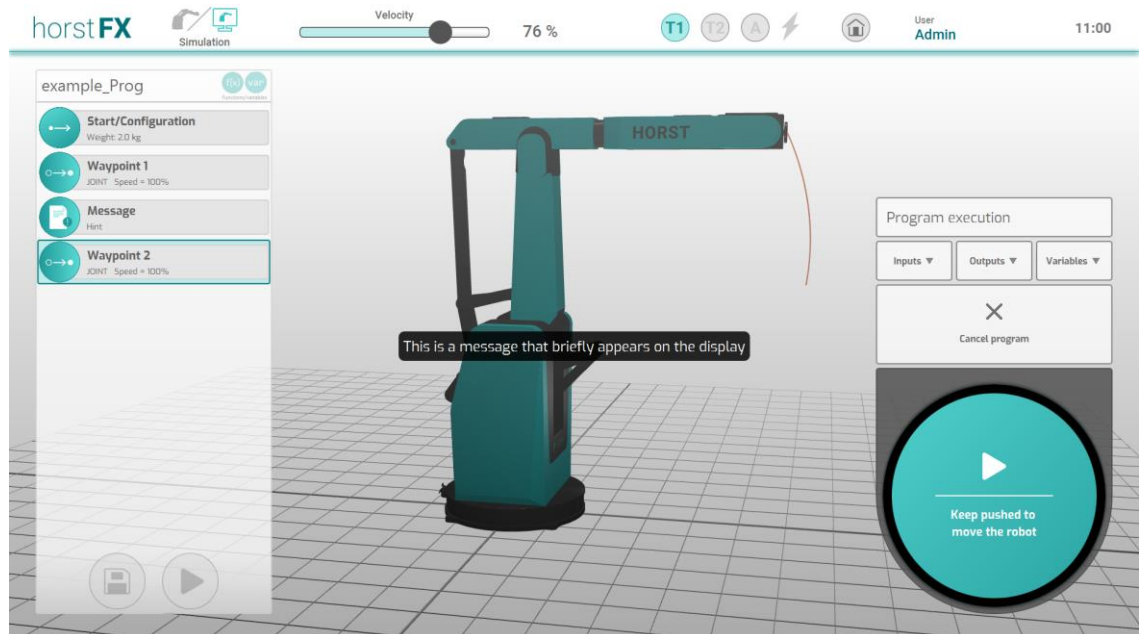 horstFX
Simulation
Velocity
76 %
T1
T2
A
User
Admin
11:00
example_Prog
f(x)
var
Functions/variables
Start/Configuration
Weight: 2.0 kg
Waypoint 1
JOINT Speed = 100%
Message
Hint
Waypoint 2
JOINT Speed = 100%
HORST
This is a message that briefly appears on the display
Program execution
Inputs ▼
Outputs ▼
Variables ▼
Cancel program
Keep pushed to
move the robot